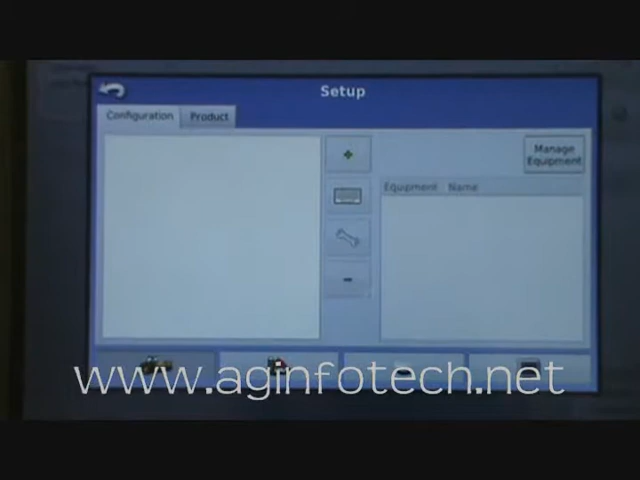 Setup
Configuration
Product
Manage
Equipment
Equipment Name
www.aginfotech.net